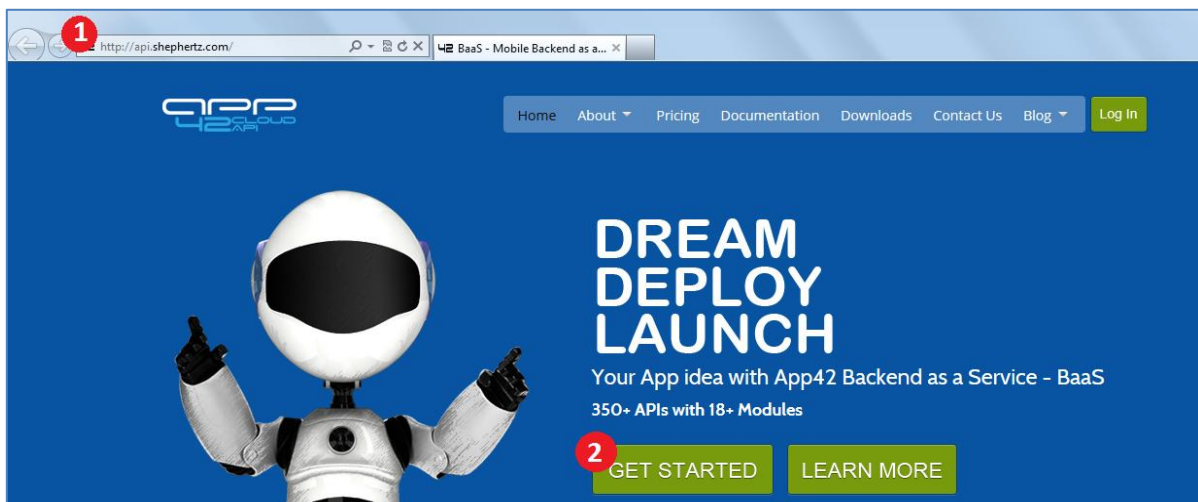 1
http://api.shephertz.com/
BaaS - Mobile Backend as a...
app
42 CLOUD
API
Home About Pricing Documentation Downloads Contact Us Blog Log In
DREAM
DEPLOY
LAUNCH
Your App idea with App42 Backend as a Service - BaaS
350+ APIs with 18+ Modules
2
GET STARTED LEARN MORE